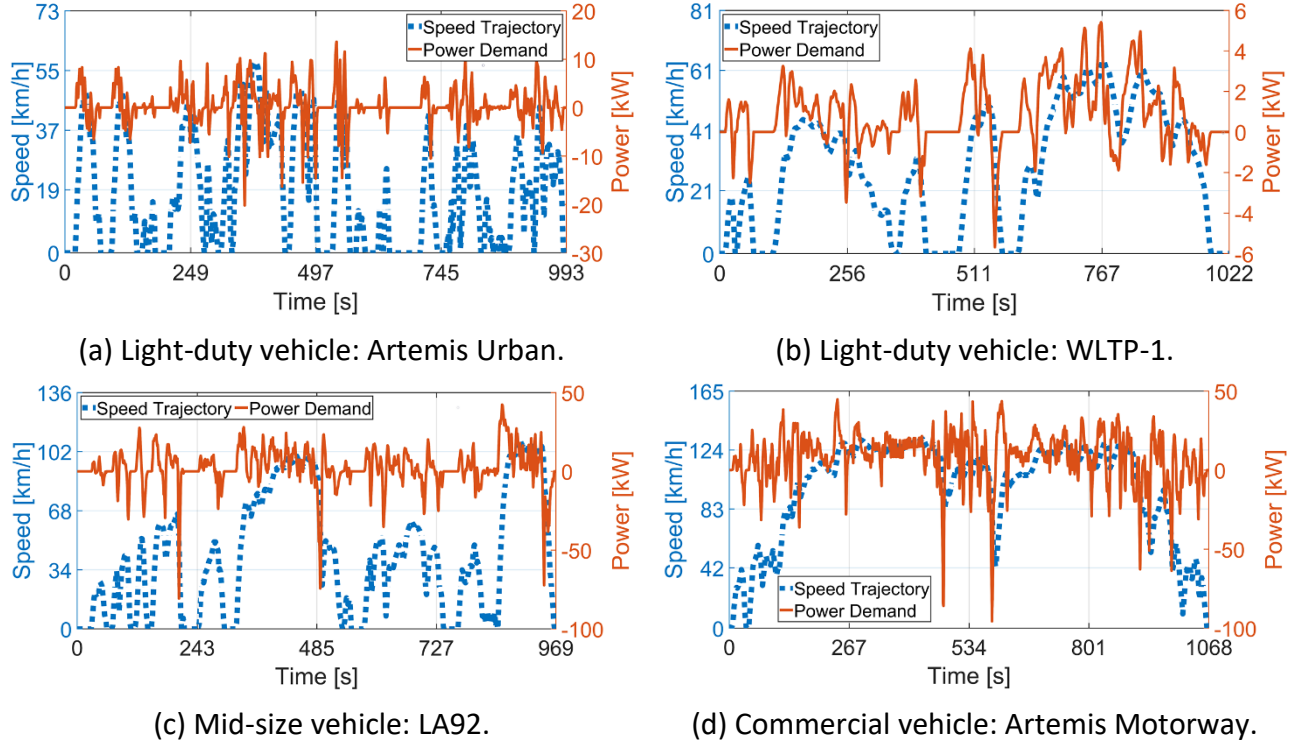 73
55
37
19
0
Speed [km/h]
Speed Trajectory
Power Demand
20
10
0
-10
-20
-30
Power [kW]
0 249 497 745 993
Time [s]
(a) Light-duty vehicle: Artemis Urban.
81
61
41
21
0
Speed [km/h]
Speed Trajectory
Power Demand
6
4
2
0
-2
-4
-6
Power [kW]
0 256 511 767 1022
Time [s]
(b) Light-duty vehicle: WLTP-1.
136
102
68
34
0
Speed [km/h]
Speed Trajectory Power Demand
50
0
-50
-100
Power [kW]
0 243 485 727 969
Time [s]
(c) Mid-size vehicle: LA92.
165
124
83
42
0
Speed [km/h]
Speed Trajectory
Power Demand
50
0
-50
-100
Power [kW]
0 267 534 801 1068
Time [s]
(d) Commercial vehicle: Artemis Motorway.